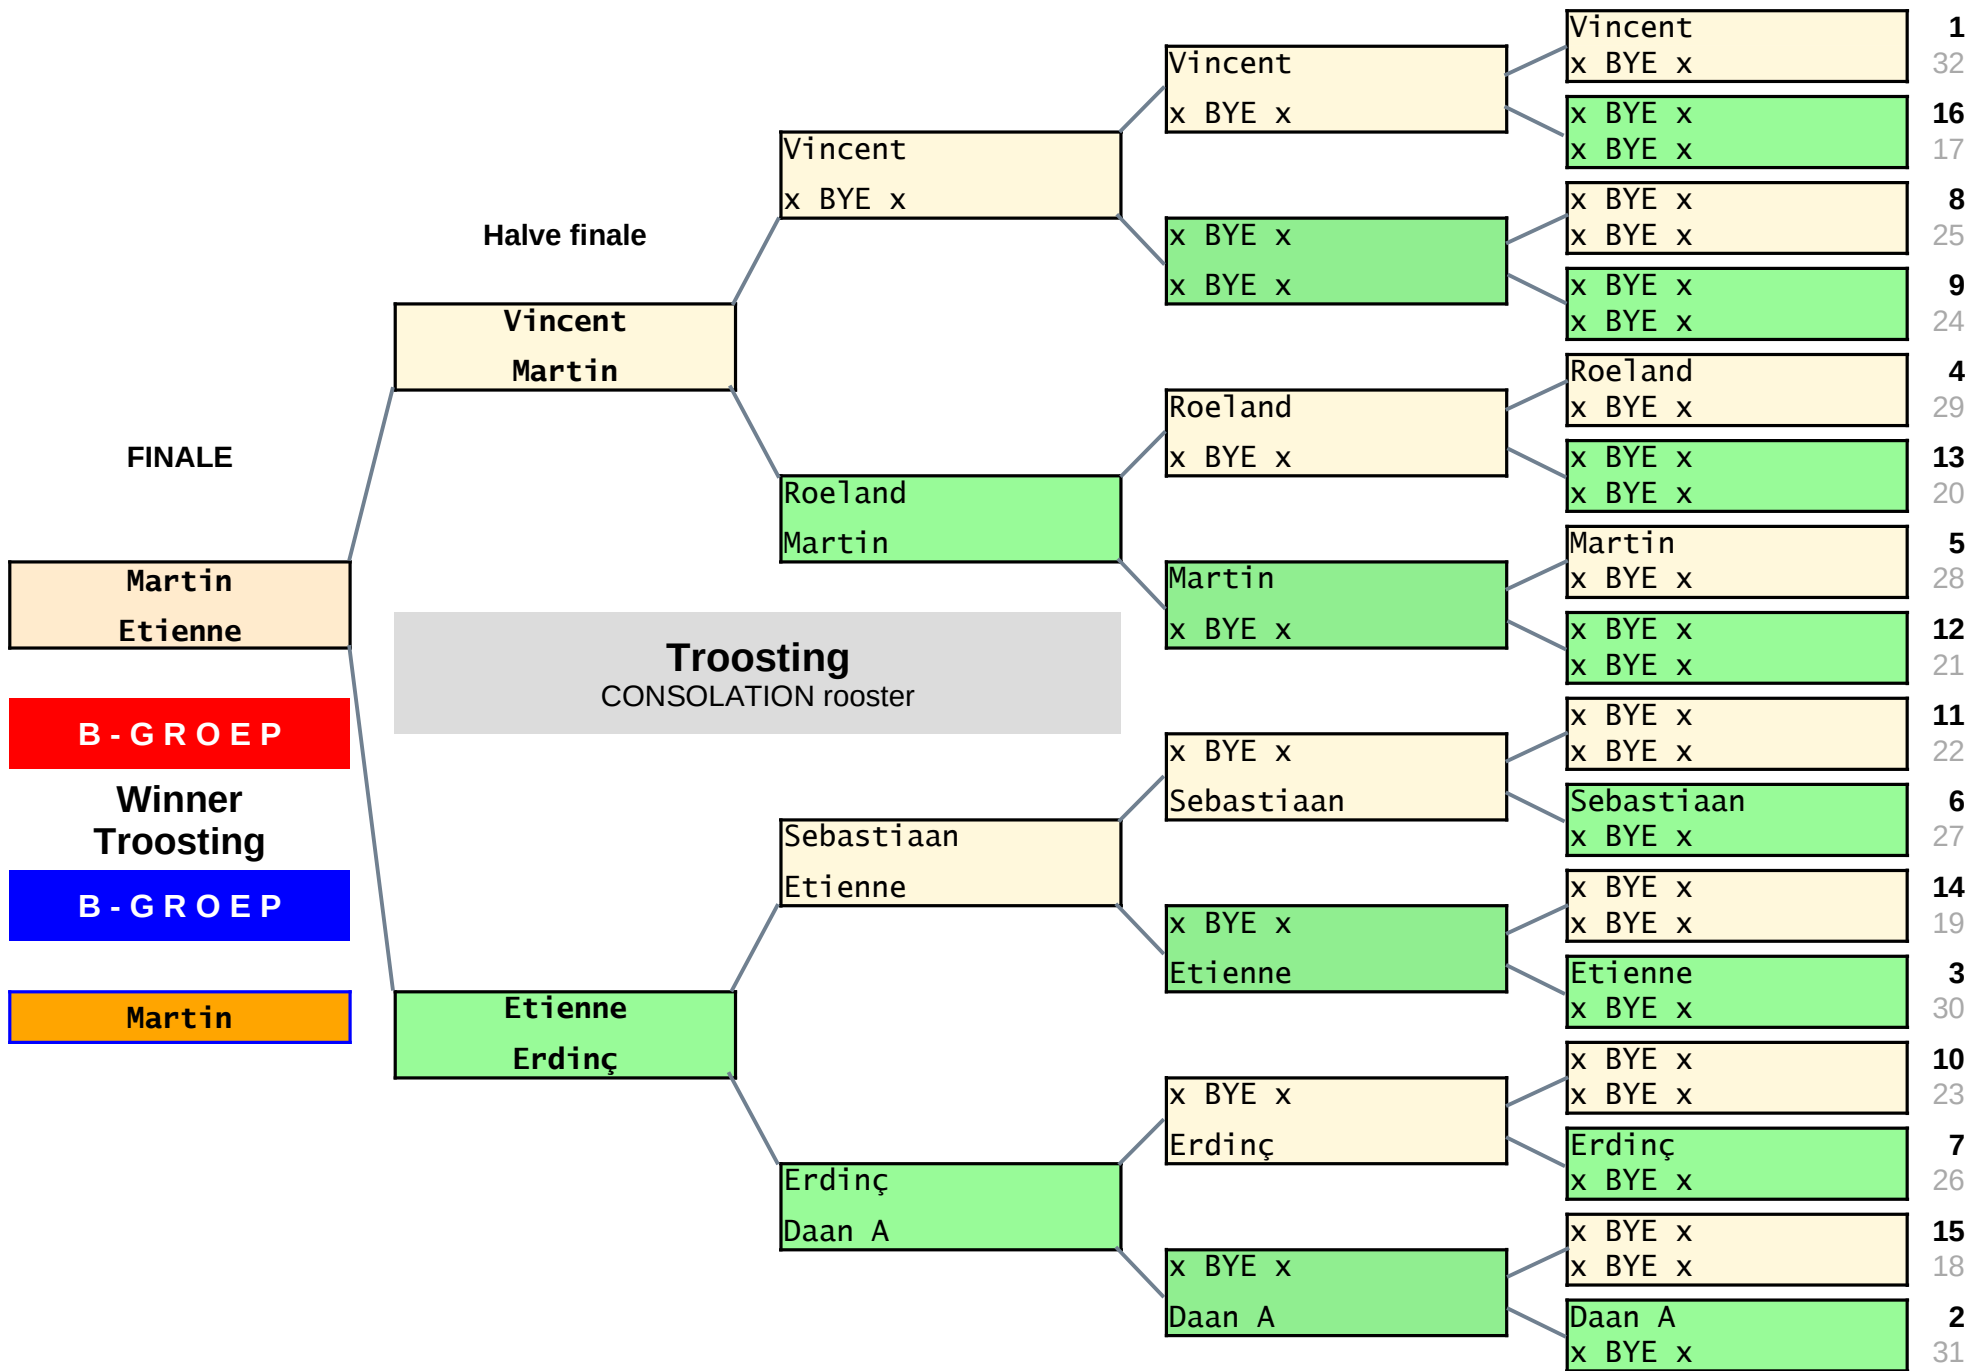 Vincent 1
x BYE x 32
x BYE x 16
x BYE x 17
x BYE x 8
x BYE x 25
x BYE x 9
x BYE x 24
Roeland 4
x BYE x 29
x BYE x 13
x BYE x 20
Martin 5
x BYE x 28
x BYE x 12
x BYE x 21
x BYE x 11
x BYE x 22
Sebastiaan 6
x BYE x 27
x BYE x 14
x BYE x 19
Etienne 3
x BYE x 30
x BYE x 10
x BYE x 23
Erdinç 7
x BYE x 26
x BYE x 15
x BYE x 18
Daan A 2
x BYE x 31
Vincent
x BYE x
x BYE x
x BYE x
Roeland
x BYE x
Martin
x BYE x
x BYE x
Sebastiaan
x BYE x
Etienne
x BYE x
Erdinç
x BYE x
Daan A
Vincent
x BYE x
Roeland
Martin
Sebastiaan
Etienne
Erdinç
Daan A
Halve finale
Vincent
Martin
Etienne
Erdinç
Troosting
CONSOLATION rooster
FINALE
Martin
Etienne
B - G R O E P
Winner
Troosting
B - G R O E P
Martin